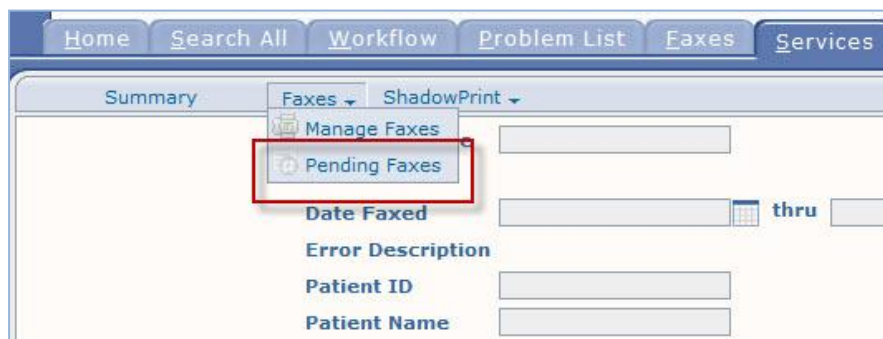 Home Search All Workflow Problem List Faxes Services
Summary Faxes ShadowPrint
Manage Faxes
Pending Faxes
Date Faxed thru
Error Description
Patient ID
Patient Name